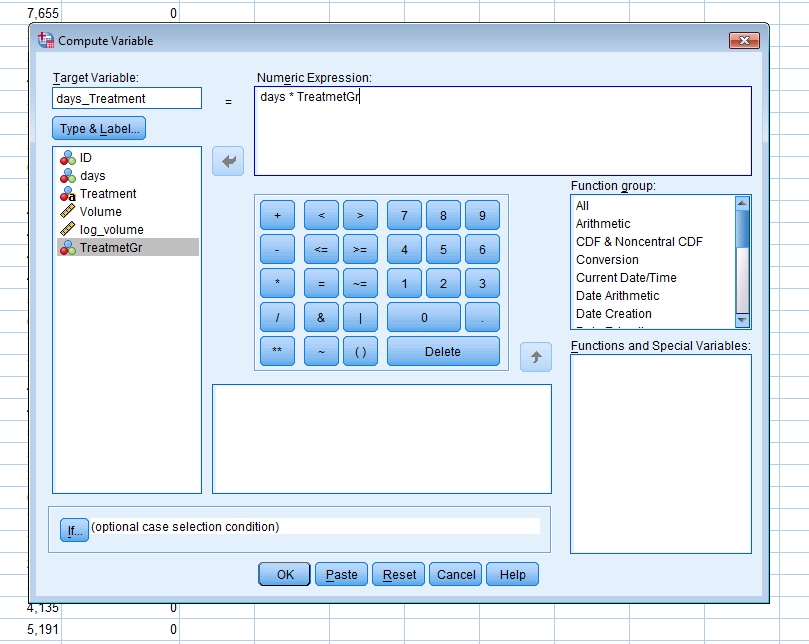 7,655 0
Compute Variable
Target Variable:
days_Treatment
=
Numeric Expression:
days * TreatmetGr
Type & Label...
ID
days
Treatment
Volume
log_volume
TreatmetGr
+ < > 7 8 9
- <= >= 4 5 6
* = ~= 1 2 3
/ & | 0 .
** ~ ( ) Delete
Function group:
All
Arithmetic
CDF & Noncentral CDF
Conversion
Current Date/Time
Date Arithmetic
Date Creation
Functions and Special Variables:
If... (optional case selection condition)
OK Paste Reset Cancel Help
4,135 0
5,191 0